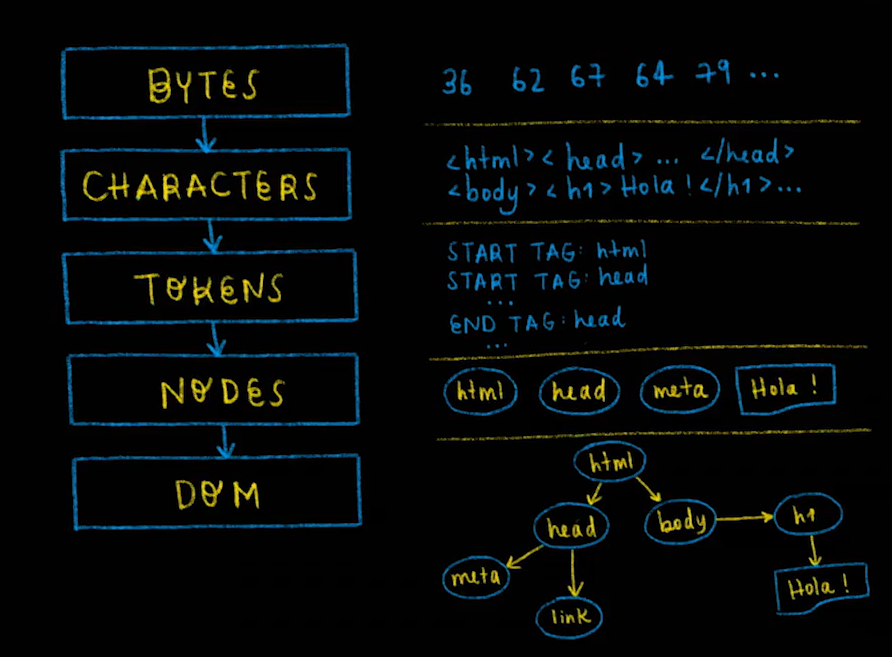 BYTES
36 62 67 64 79 ...
CHARACTERS
<html>< head> ... </head>
<body>< h1> Hola !</h1>...
TOKENS
START TAG: html
START TAG: head
...
END TAG: head
...
NODES
html head meta Hola !
DOM
html
head body h1
meta Hola !
link